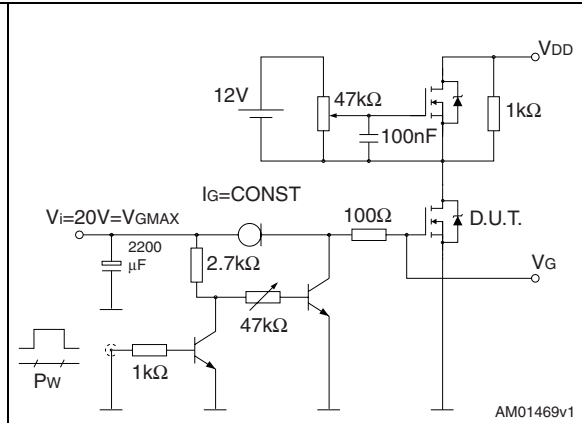 VDD
12V
47kΩ
1kΩ
100nF
IG=CONST
Vi=20V=VGMAX
100Ω
D.U.T.
2200
μF
2.7kΩ
VG
47kΩ
1kΩ
PW
AM01469v1